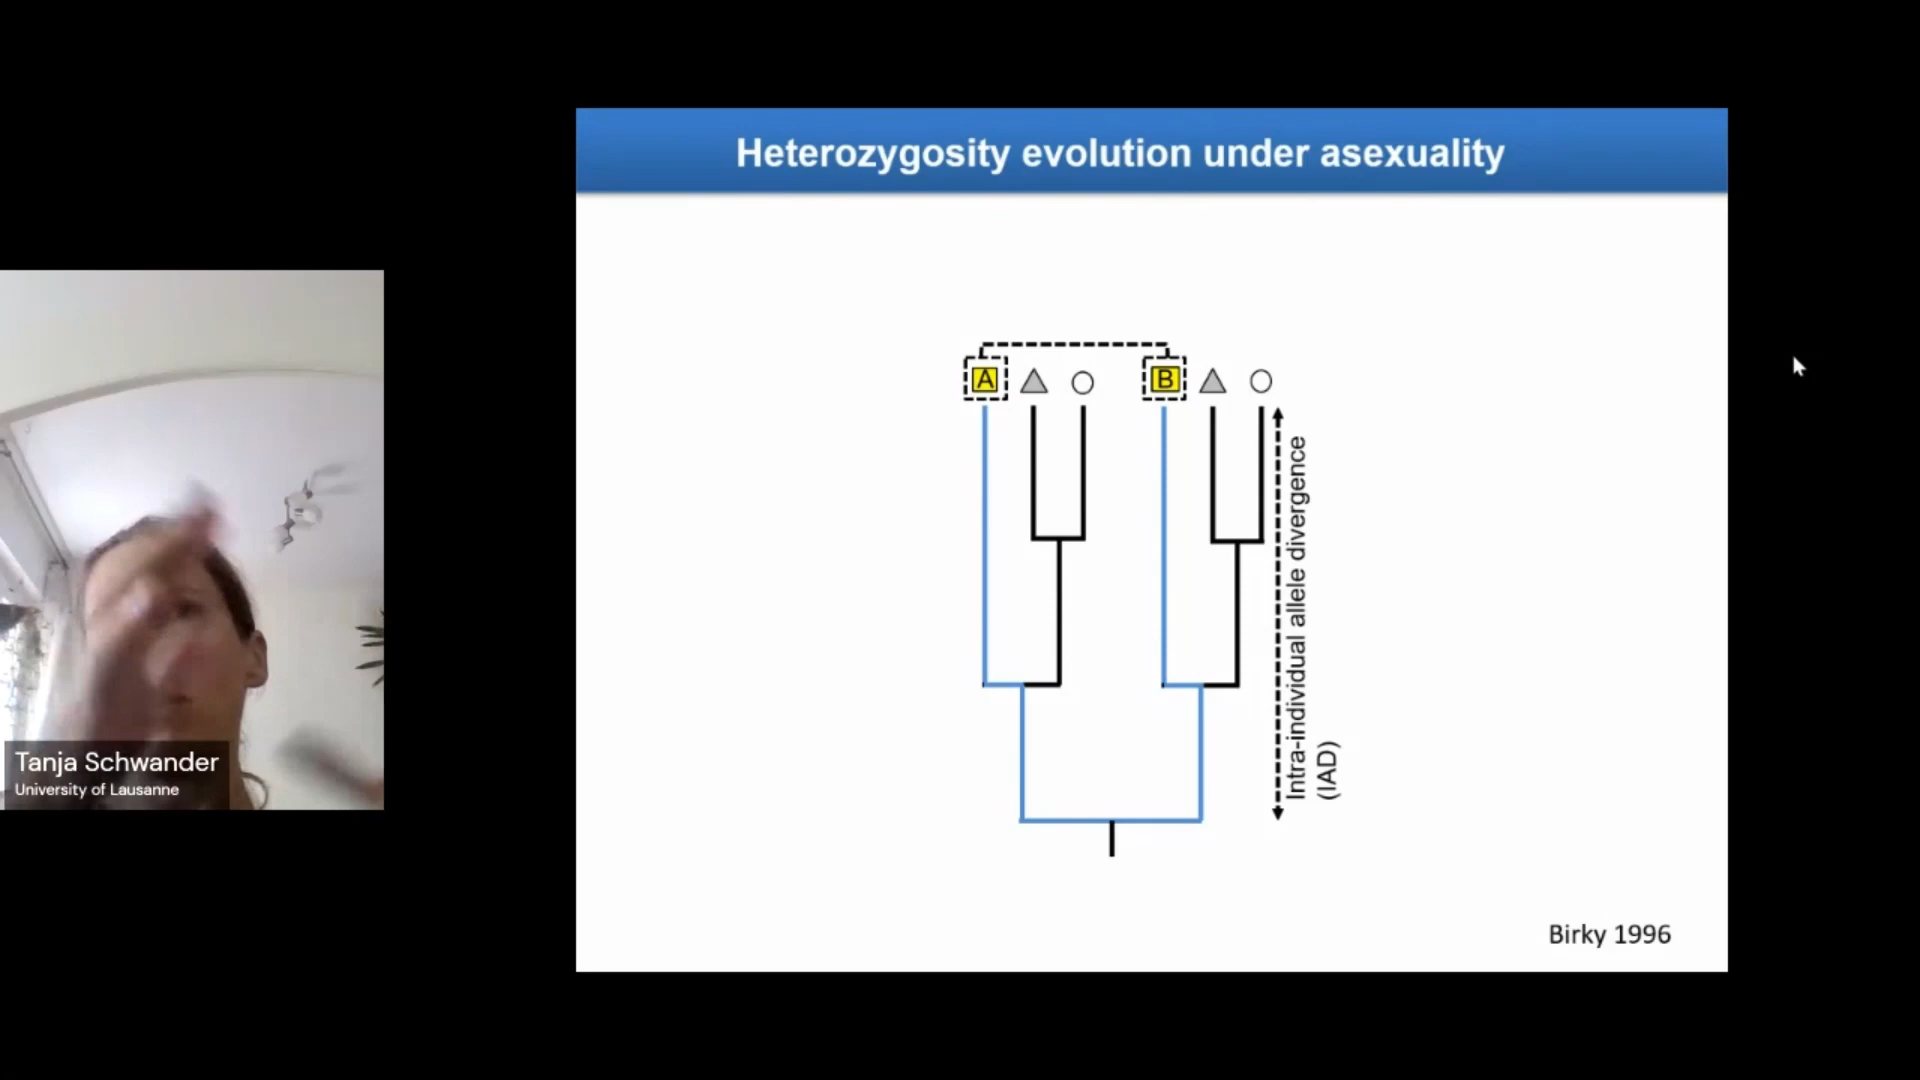 Heterozygosity evolution under asexuality
A
B
Intra-individual allele divergence
(IAD)
Birky 1996
Tanja Schwander
University of Lausanne